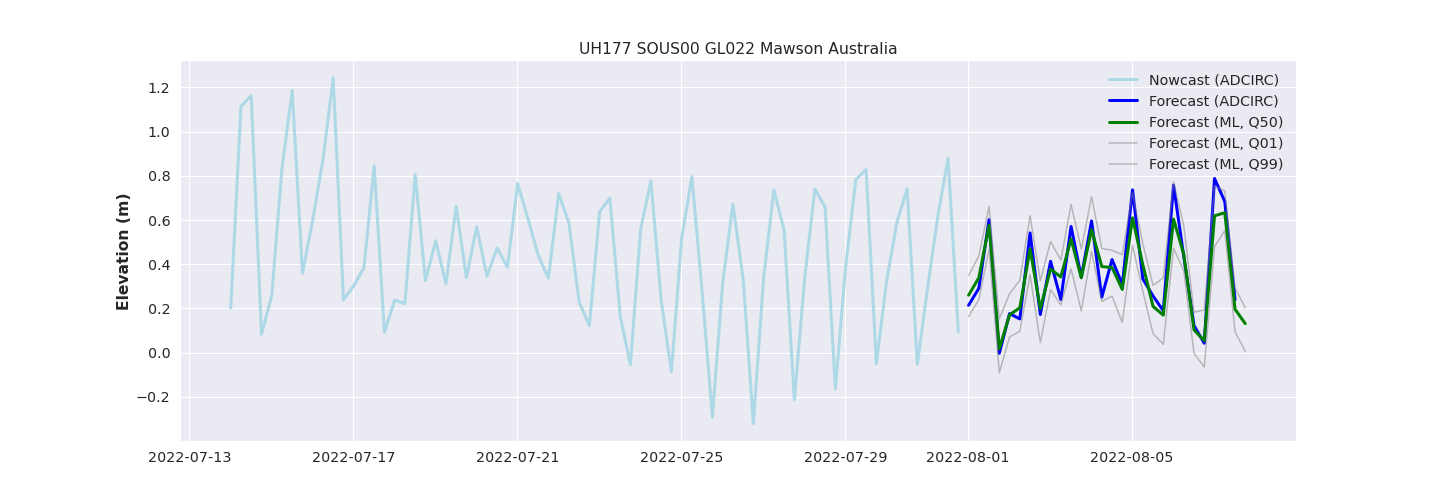 UH177 SOUS00 GL022 Mawson Australia
Elevation (m)
1.2
1.0
0.8
0.6
0.4
0.2
0.0
−0.2
Nowcast (ADCIRC)
Forecast (ADCIRC)
Forecast (ML, Q50)
Forecast (ML, Q01)
Forecast (ML, Q99)
2022-07-13 2022-07-17 2022-07-21 2022-07-25 2022-07-29 2022-08-01 2022-08-05